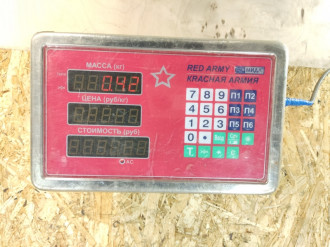 МАССА (кг)
RED ARMY
КРАСНАЯ АРМИЯ
042
ЦЕНА (руб/кг)
СТОИМОСТЬ (руб)
7 8 9 П1 П2
4 5 6 П3 П4
1 2 3 П5 П6
0
T